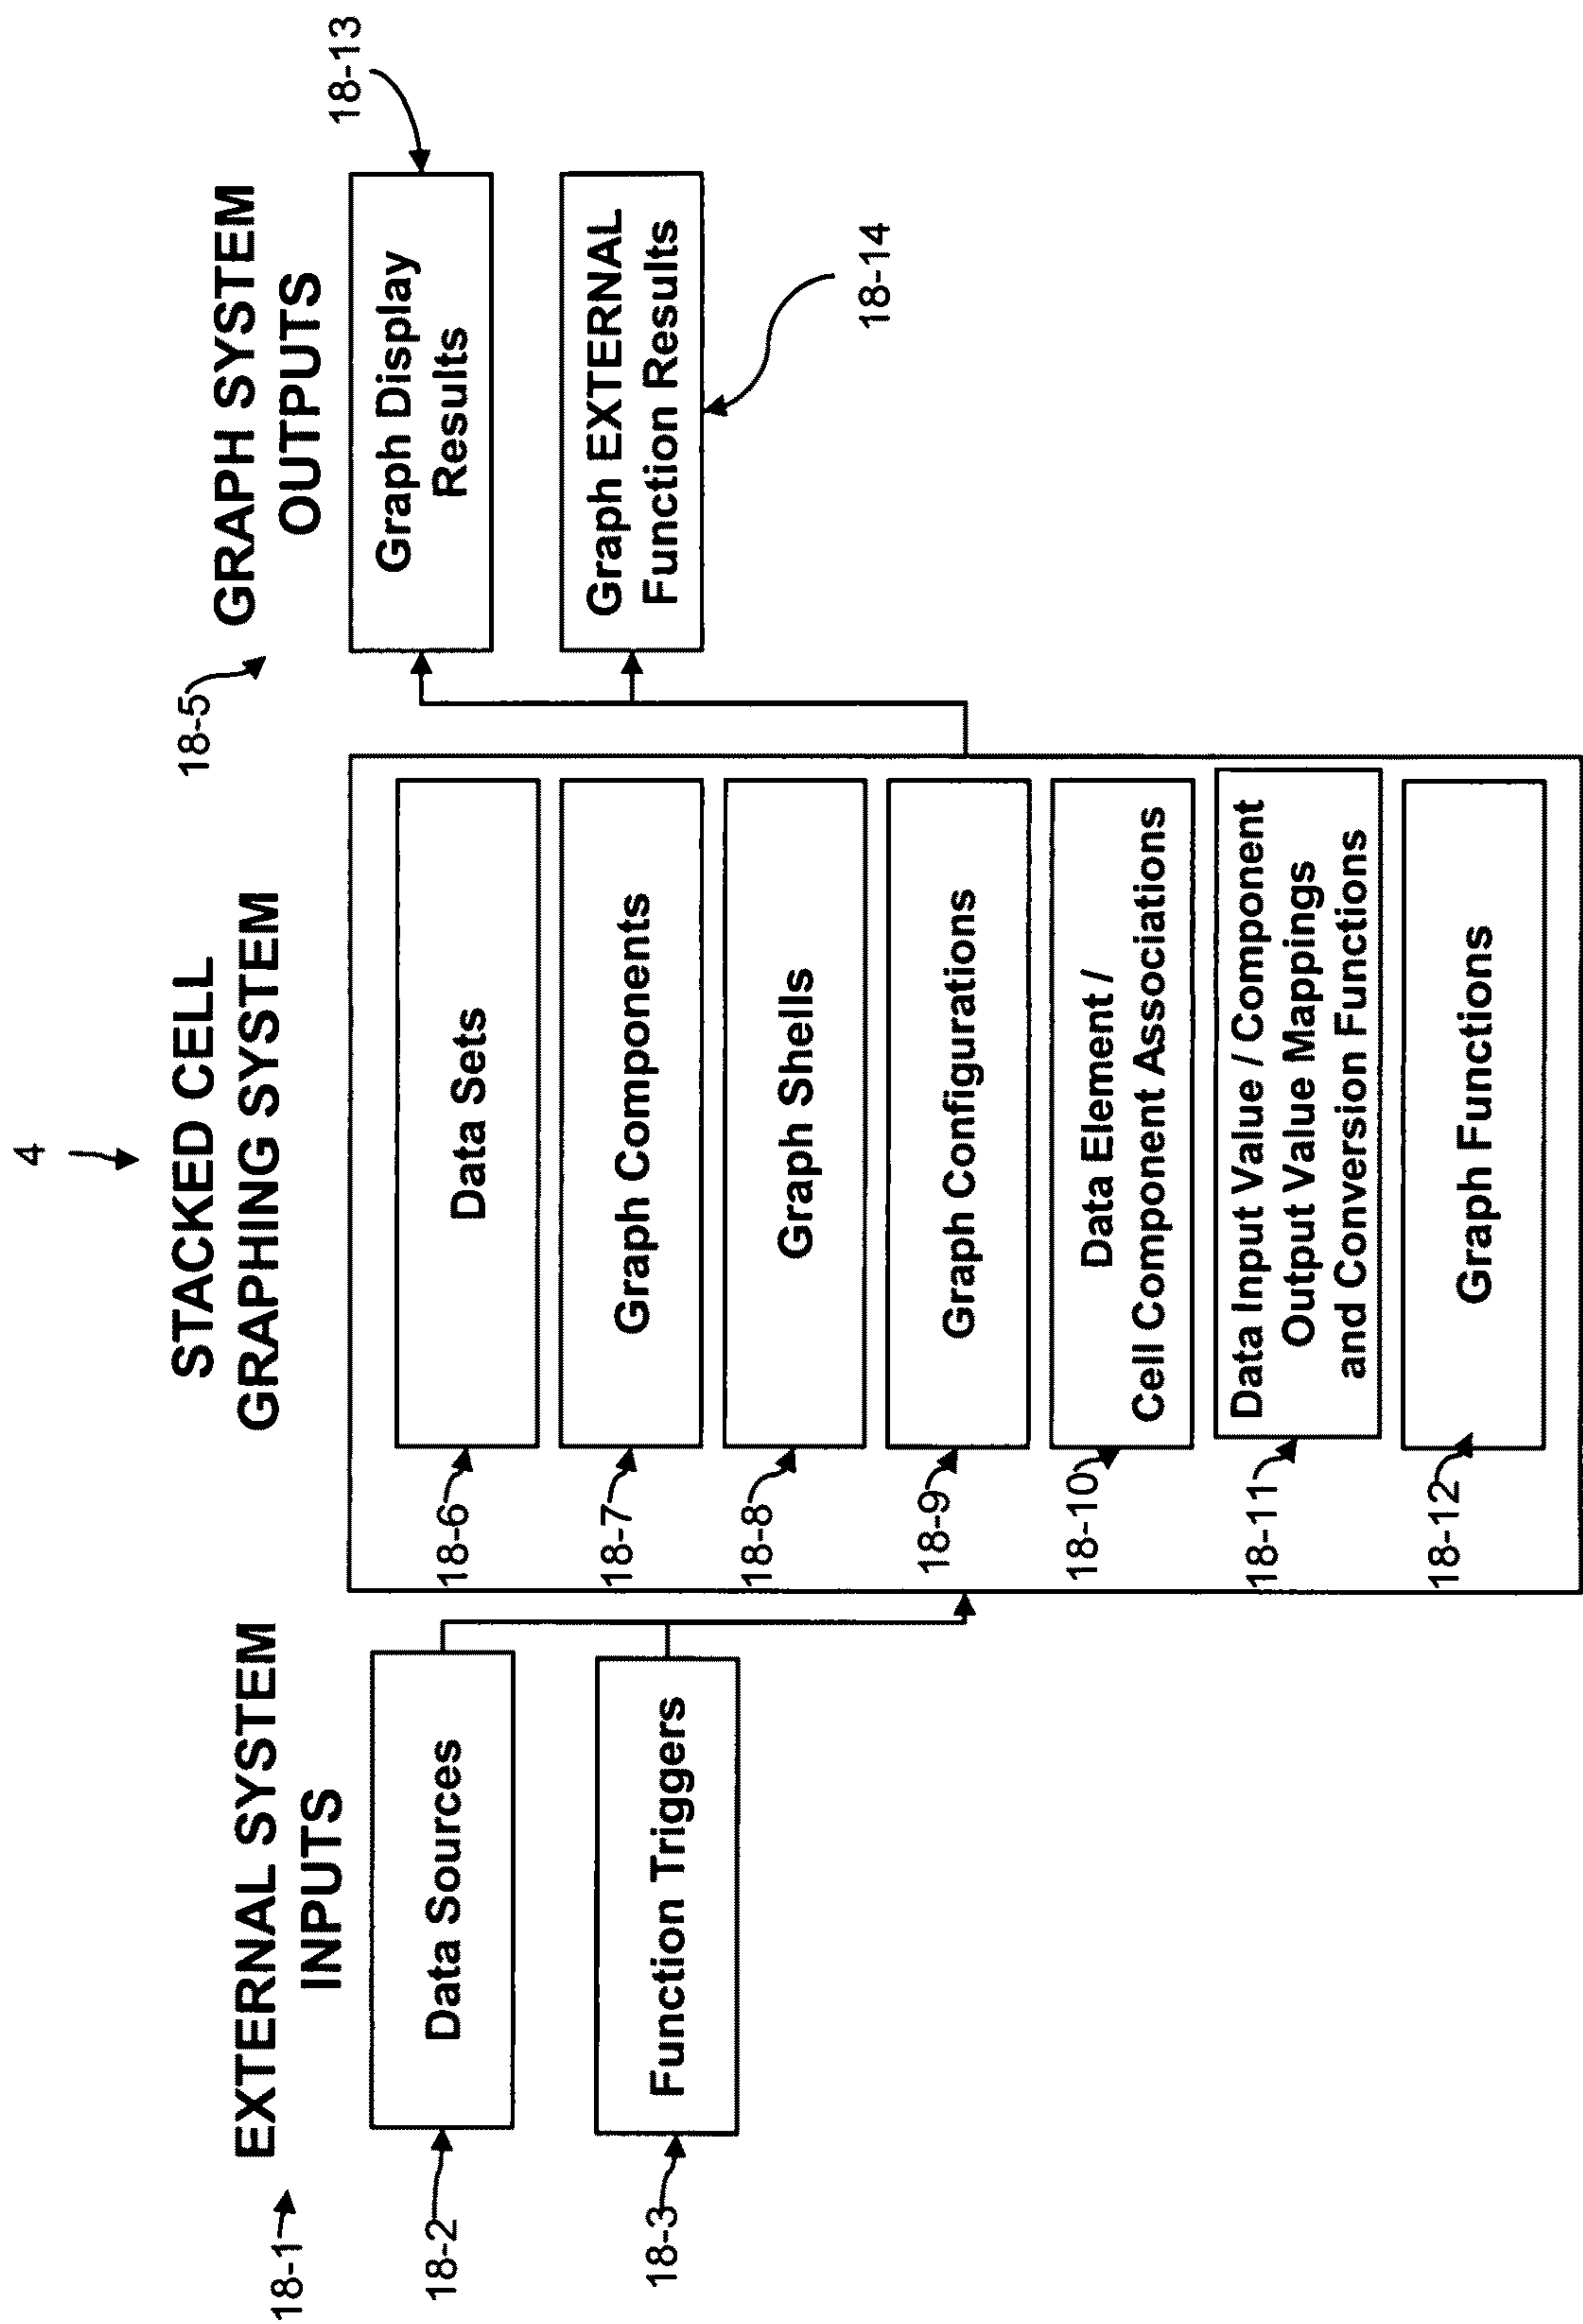 4
18-1
EXTERNAL SYSTEM
INPUTS
18-2
Data Sources
18-3
Function Triggers
STACKED CELL
GRAPHING SYSTEM
18-6
Data Sets
18-7
Graph Components
18-8
Graph Shells
18-9
Graph Configurations
18-10
Data Element /
Cell Component Associations
18-11
Data Input Value / Component
Output Value Mappings
and Conversion Functions
18-12
Graph Functions
18-5
GRAPH SYSTEM
OUTPUTS
Graph Display
Results
18-13
Graph EXTERNAL
Function Results
18-14